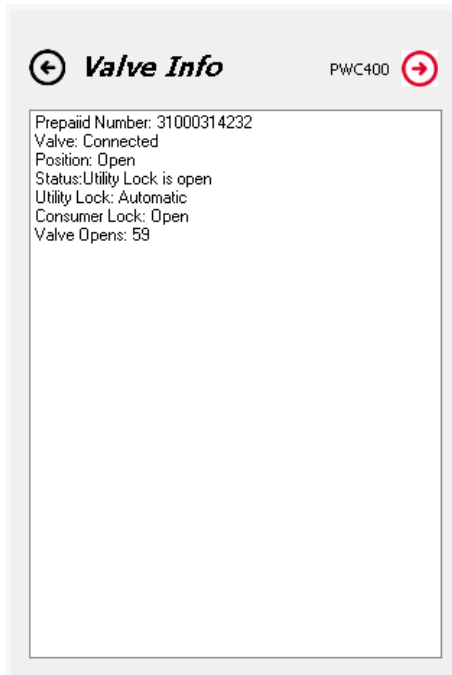 Valve Info
PWC400
Prepaiid Number: 31000314232
Valve: Connected
Position: Open
Status:Utility Lock is open
Utility Lock: Automatic
Consumer Lock: Open
Valve Opens: 59